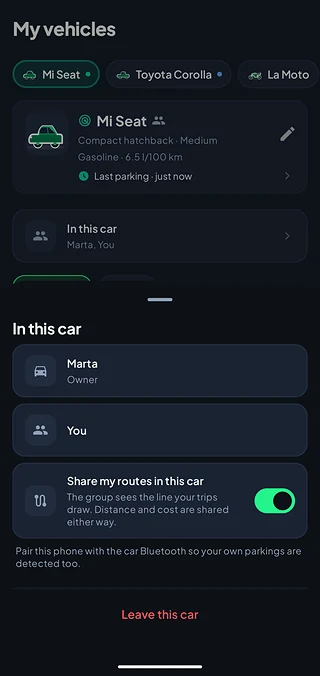 My vehicles
Mi Seat
Toyota Corolla
La Moto
Mi Seat
Compact hatchback · Medium
Gasoline · 6.5 l/100 km
Last parking · just now
In this car
Marta, You
In this car
Marta
Owner
You
Share my routes in this car
The group sees the line your trips
draw. Distance and cost are shared
either way.
Pair this phone with the car Bluetooth so your own parkings are
detected too.
Leave this car